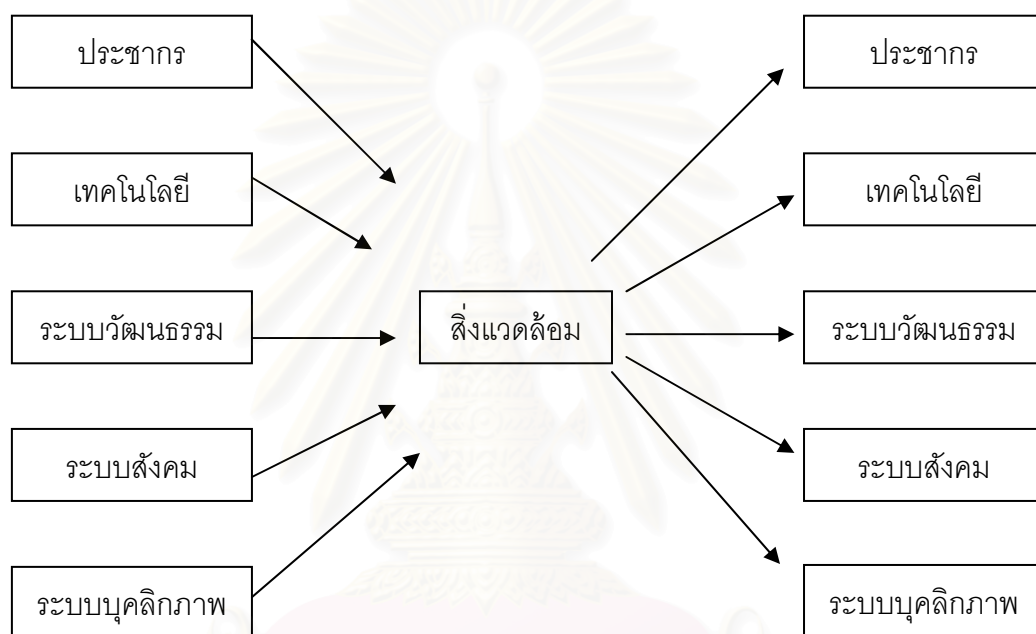 ประชากร
ประชากร
เทคโนโลยี
เทคโนโลยี
ระบบวัฒนธรรม
สิ่งแวดล้อม
ระบบวัฒนธรรม
ระบบสังคม
ระบบสังคม
ระบบบุคลิกภาพ
ระบบบุคลิกภาพ